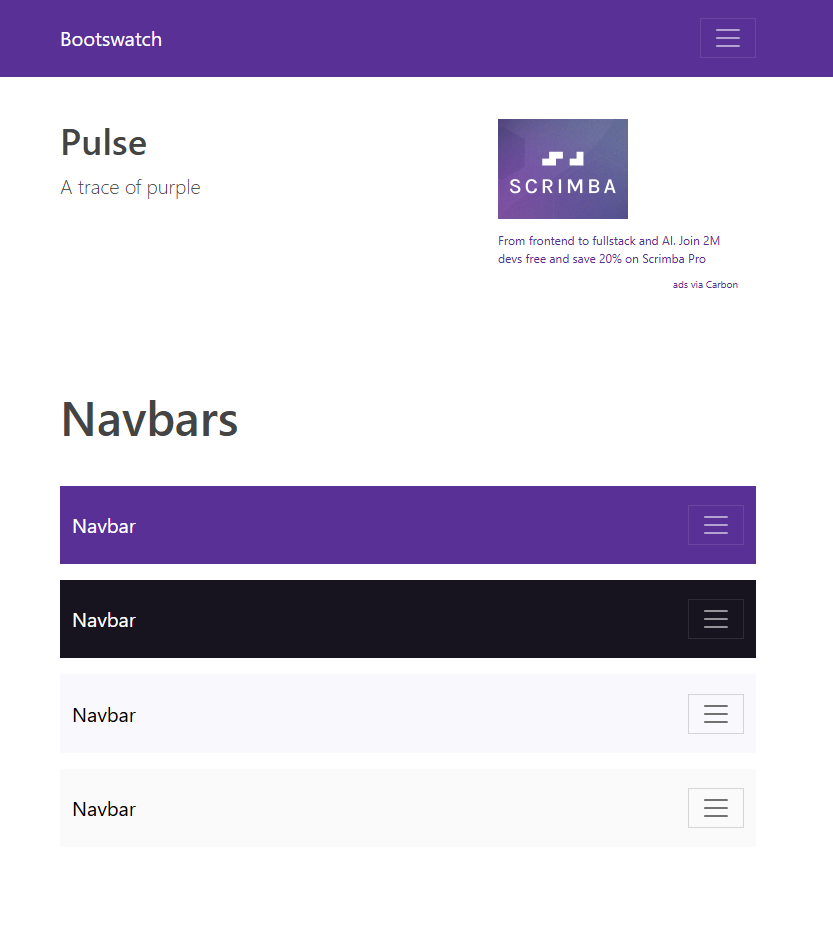 Bootswatch
Pulse
A trace of purple
SCRIMBA
From frontend to fullstack and AI. Join 2M
devs free and save 20% on Scrimba Pro
ads via Carbon
Navbars
Navbar
Navbar
Navbar
Navbar